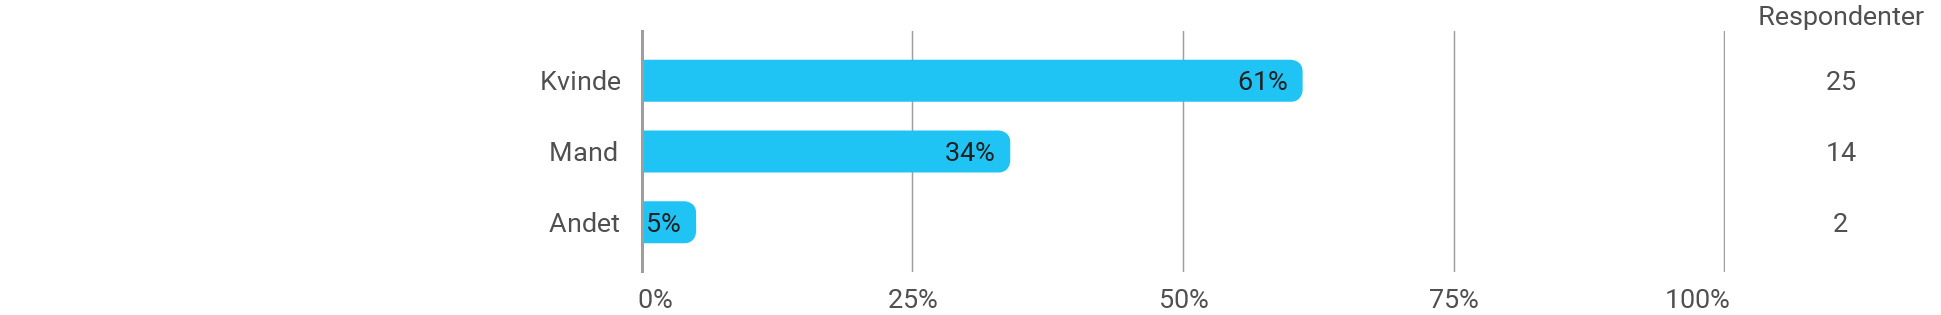 Respondenter
Kvinde 61% 25
Mand 34% 14
Andet 5% 2
0% 25% 50% 75% 100%